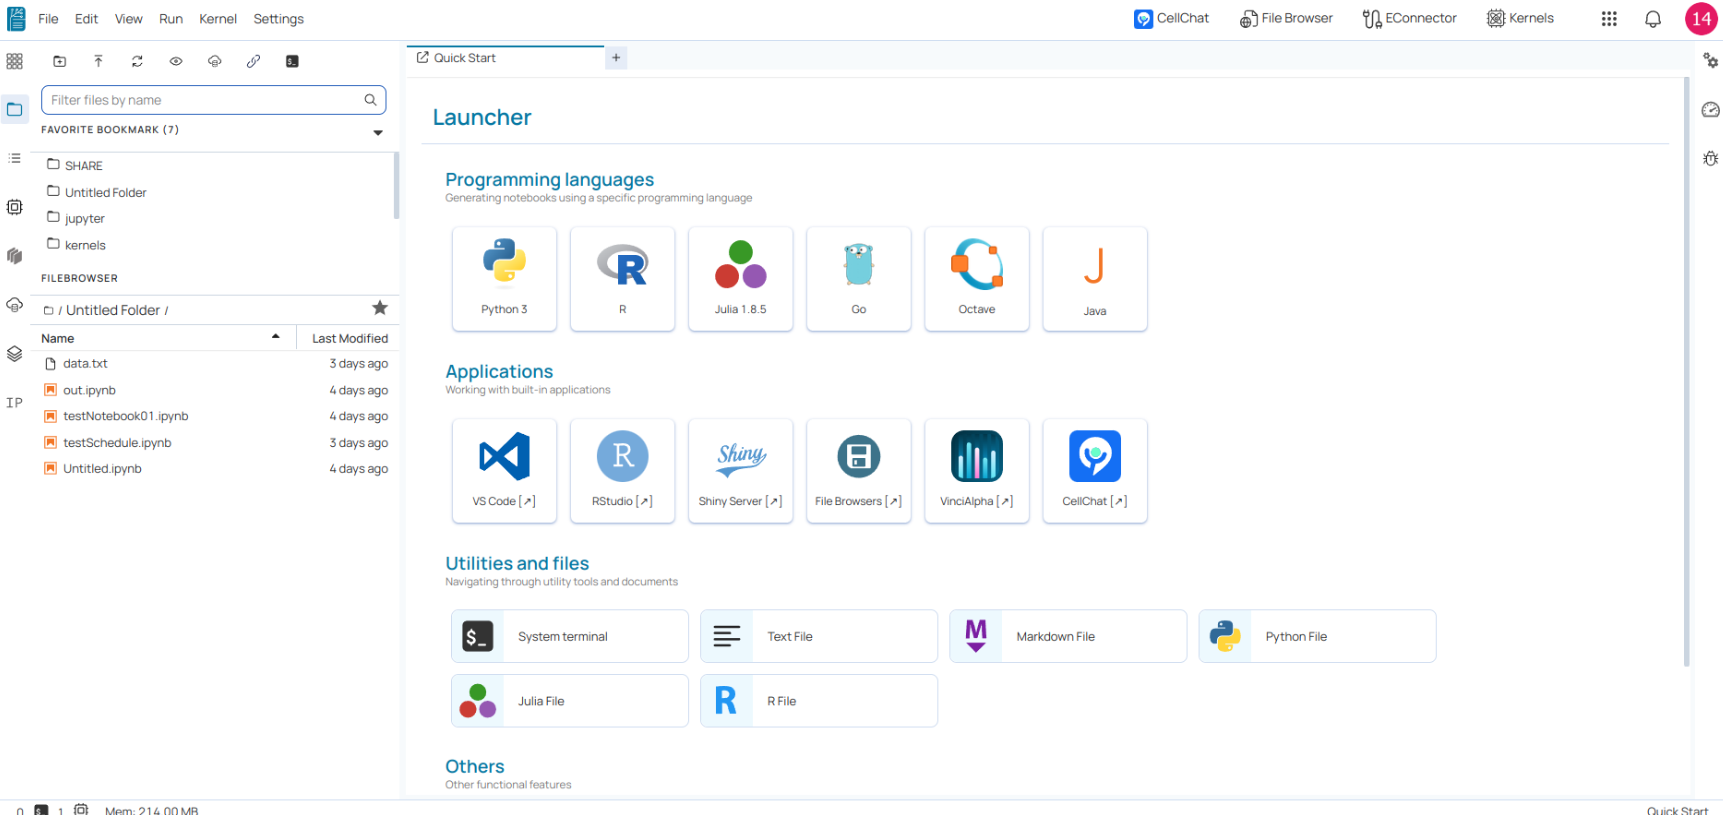 File Edit View Run Kernel Settings
CellChat File Browser EConnector Kernels 14
Quick Start
+
Filter files by name
FAVORITE BOOKMARK (7)
SHARE
Untitled Folder
jupyter
kernels
FILEBROWSER
/ Untitled Folder /
Name Last Modified
data.txt 3 days ago
out.ipynb 4 days ago
testNotebook01.ipynb 4 days ago
testSchedule.ipynb 3 days ago
Untitled.ipynb 4 days ago
IP
Launcher
Programming languages
Generating notebooks using a specific programming language
Python 3 R Julia 1.8.5 Go Octave Java
Applications
Working with built-in applications
VS Code [↗] RStudio [↗] Shiny Server [↗] File Browsers [↗] VinciAlpha [↗] CellChat [↗]
Utilities and files
Navigating through utility tools and documents
$_ System terminal Text File M Markdown File Python File
Julia File R R File
Others
Other functional features
0 $_ 1 Mem: 214.00 MB Quick Start